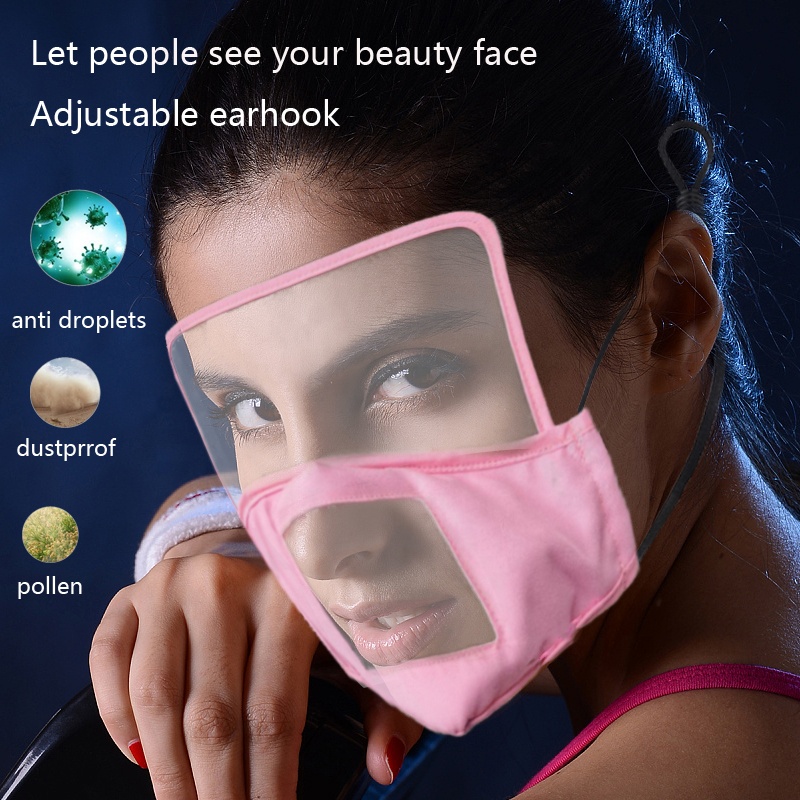 Let people see your beauty face
Adjustable earhook
anti droplets
dustprrof
pollen